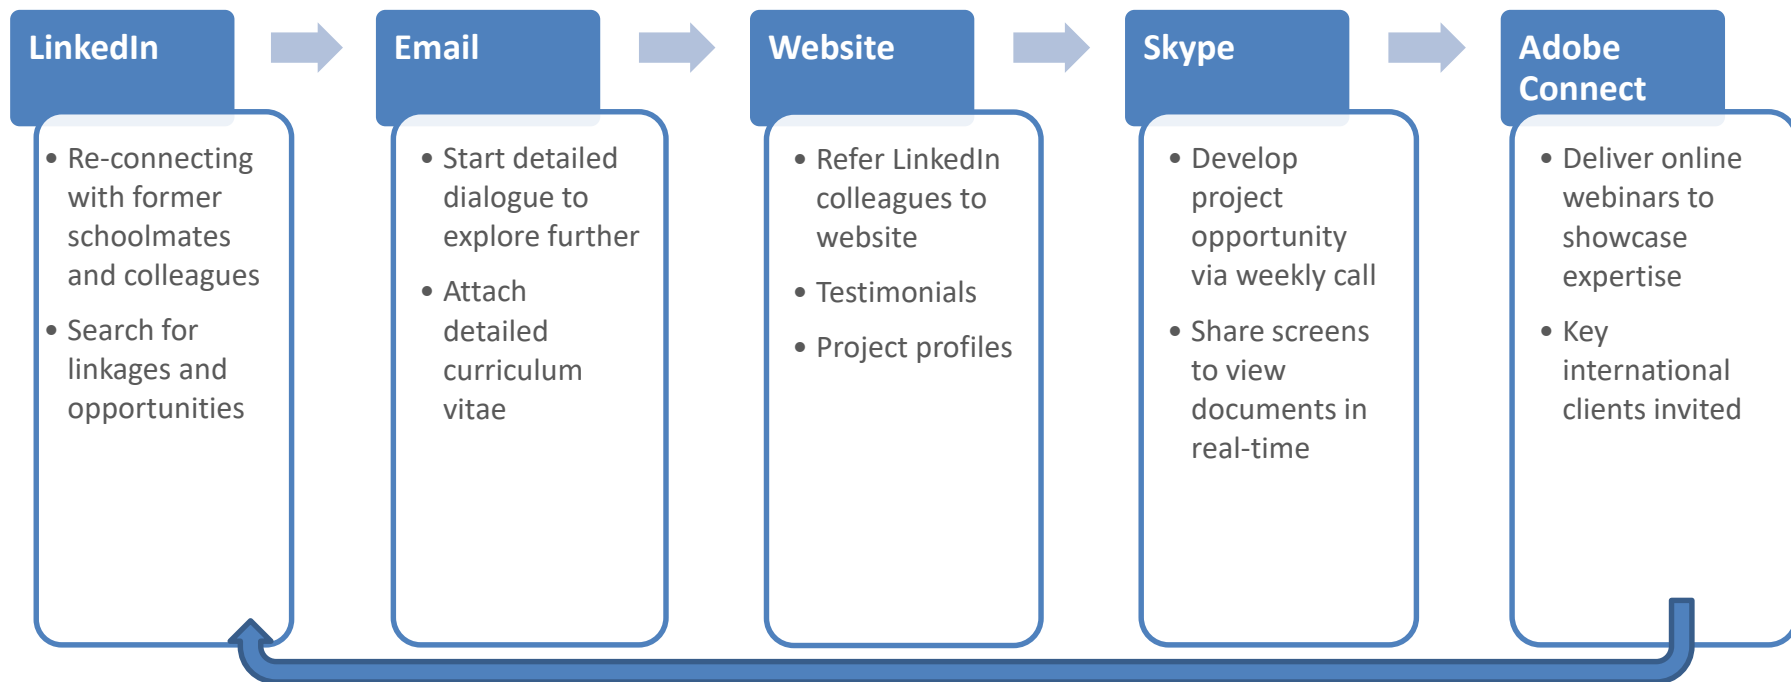 LinkedIn
• Re-connecting
with former
schoolmates
and colleagues
• Search for
linkages and
opportunities
Email
• Start detailed
dialogue to
explore further
• Attach
detailed
curriculum
vitae
Website
• Refer LinkedIn
colleagues to
website
• Testimonials
• Project profiles
Skype
• Develop
project
opportunity
via weekly call
• Share screens
to view
documents in
real-time
Adobe
Connect
• Deliver online
webinars to
showcase
expertise
• Key
international
clients invited